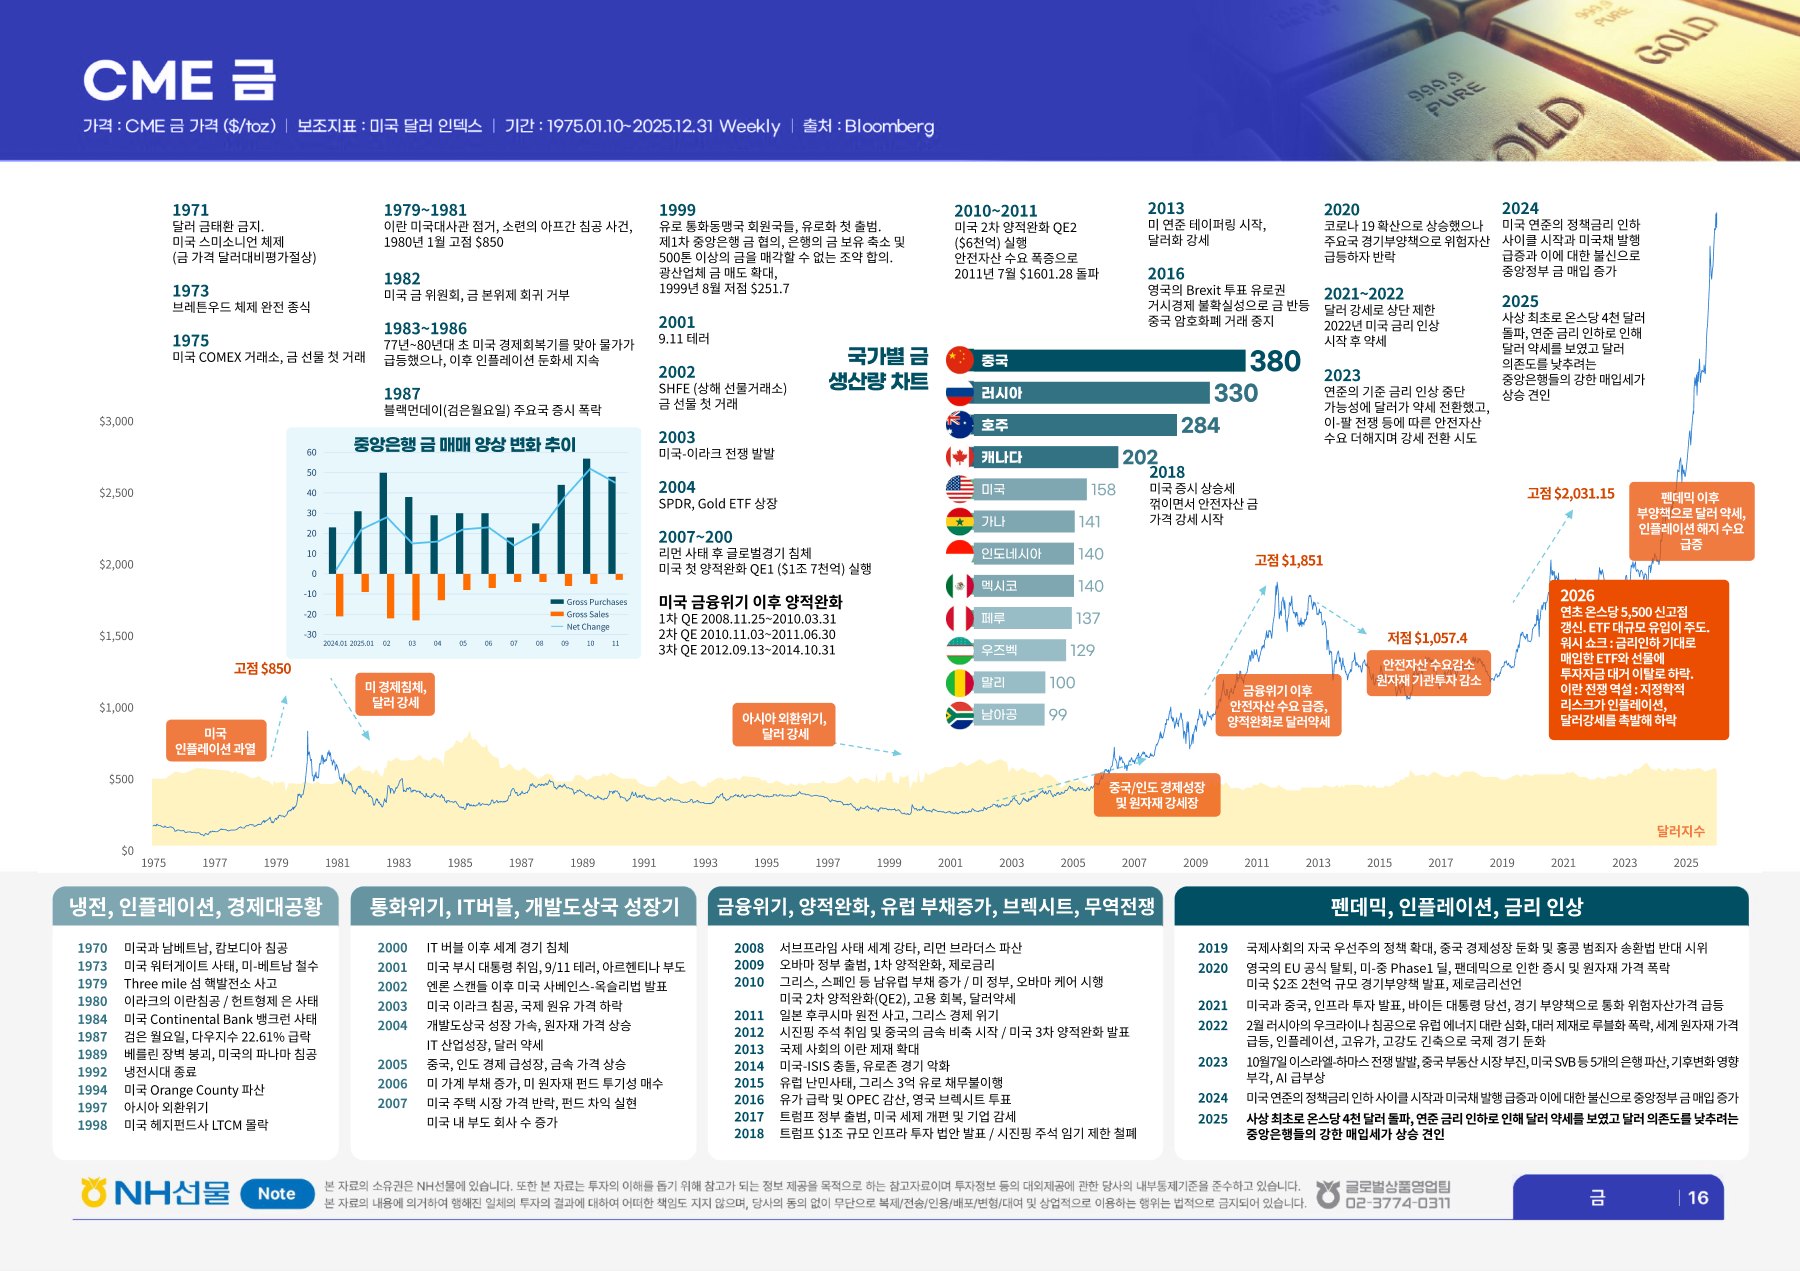 CME 금
가격 : CME 금 가격 ($/toz) | 보조지표 : 미국 달러 인덱스 | 기간 : 1975.01.10~2025.12.31 Weekly | 출처 : Bloomberg
999.9
PURE
GOLD
999.9
PURE
GOLD
1971
달러 금태환 금지.
미국 스미소니언 체제
(금 가격 달러대비평가절상)
1973
브레튼우드 체제 완전 종식
1975
미국 COMEX 거래소, 금 선물 첫 거래
1979~1981
이란 미국대사관 점거, 소련의 아프간 침공 사건,
1980년 1월 고점 $850
1982
미국 금 위원회, 금 본위제 회귀 거부
1983~1986
77년~80년대 초 미국 경제회복기를 맞아 물가가
급등했으나, 이후 인플레이션 둔화세 지속
1987
블랙먼데이(검은월요일) 주요국 증시 폭락
1999
유로 통화동맹국 회원국들, 유로화 첫 출범.
제1차 중앙은행 금 협의, 은행의 금 보유 축소 및
500톤 이상의 금을 매각할 수 없는 조약 합의.
광산업체 금 매도 확대,
1999년 8월 저점 $251.7
2001
9.11 테러
2002
SHFE (상해 선물거래소)
금 선물 첫 거래
2003
미국-이라크 전쟁 발발
2004
SPDR, Gold ETF 상장
2007~200
리먼 사태 후 글로벌경기 침체
미국 첫 양적완화 QE1 ($1조 7천억) 실행
미국 금융위기 이후 양적완화
1차 QE 2008.11.25~2010.03.31
2차 QE 2010.11.03~2011.06.30
3차 QE 2012.09.13~2014.10.31
2010~2011
미국 2차 양적완화 QE2
($6천억) 실행
안전자산 수요 폭증으로
2011년 7월 $1601.28 돌파
2013
미 연준 테이퍼링 시작,
달러화 강세
2016
영국의 Brexit 투표 유로권
거시경제 불확실성으로 금 반등
중국 암호화폐 거래 중지
2018
미국 증시 상승세
꺾이면서 안전자산 금
가격 강세 시작
2020
코로나 19 확산으로 상승했으나
주요국 경기부양책으로 위험자산
급등하자 반락
2021~2022
달러 강세로 상단 제한
2022년 미국 금리 인상
시작 후 약세
2023
연준의 기준 금리 인상 중단
가능성에 달러가 약세 전환했고,
이-팔 전쟁 등에 따른 안전자산
수요 더해지며 강세 전환 시도
2024
미국 연준의 정책금리 인하
사이클 시작과 미국채 발행
급증과 이에 대한 불신으로
중앙정부 금 매입 증가
2025
사상 최초로 온스당 4천 달러
돌파, 연준 금리 인하로 인해
달러 약세를 보였고 달러
의존도를 낮추려는
중앙은행들의 강한 매입세가
상승 견인
국가별 금
생산량 차트
중국 380
러시아 330
호주 284
캐나다 202
미국 158
가나 141
인도네시아 140
멕시코 140
페루 137
우즈벡 129
말리 100
남아공 99
중앙은행 금 매매 양상 변화 추이
60
50
40
30
20
10
0
-10
-20
-30
Gross Purchases
Gross Sales
Net Change
2024.01 2025.01 02 03 04 05 06 07 08 09 10 11
$3,000
$2,500
$2,000
$1,500
$1,000
$500
$0
고점 $850
미국
인플레이션 과열
미 경제침체,
달러 강세
아시아 외환위기,
달러 강세
중국/인도 경제성장
및 원자재 강세장
고점 $1,851
금융위기 이후
안전자산 수요 급증,
양적완화로 달러약세
저점 $1,057.4
안전자산 수요감소
원자재 기관투자 감소
고점 $2,031.15
펜데믹 이후
부양책으로 달러 약세,
인플레이션 해지 수요
급증
2026
연초 온스당 5,500 신고점
갱신. ETF 대규모 유입이 주도.
워시 쇼크 : 금리인하 기대로
매입한 ETF와 선물에
투자자금 대거 이탈로 하락.
이란 전쟁 역설 : 지정학적
리스크가 인플레이션,
달러강세를 촉발해 하락
달러지수
1975 1977 1979 1981 1983 1985 1987 1989 1991 1993 1995 1997 1999 2001 2003 2005 2007 2009 2011 2013 2015 2017 2019 2021 2023 2025
냉전, 인플레이션, 경제대공황
1970 미국과 남베트남, 캄보디아 침공
1973 미국 워터게이트 사태, 미-베트남 철수
1979 Three mile 섬 핵발전소 사고
1980 이라크의 이란침공 / 헌트형제 은 사태
1984 미국 Continental Bank 뱅크런 사태
1987 검은 월요일, 다우지수 22.61% 급락
1989 베를린 장벽 붕괴, 미국의 파나마 침공
1992 냉전시대 종료
1994 미국 Orange County 파산
1997 아시아 외환위기
1998 미국 헤지펀드사 LTCM 몰락
통화위기, IT버블, 개발도상국 성장기
2000 IT 버블 이후 세계 경기 침체
2001 미국 부시 대통령 취임, 9/11 테러, 아르헨티나 부도
2002 엔론 스캔들 이후 미국 사베인스-옥슬리법 발표
2003 미국 이라크 침공, 국제 원유 가격 하락
2004 개발도상국 성장 가속, 원자재 가격 상승
IT 산업성장, 달러 약세
2005 중국, 인도 경제 급성장, 금속 가격 상승
2006 미 가계 부채 증가, 미 원자재 펀드 투기성 매수
2007 미국 주택 시장 가격 반락, 펀드 차익 실현
미국 내 부도 회사 수 증가
금융위기, 양적완화, 유럽 부채증가, 브렉시트, 무역전쟁
2008 서브프라임 사태 세계 강타, 리먼 브라더스 파산
2009 오바마 정부 출범, 1차 양적완화, 제로금리
2010 그리스, 스페인 등 남유럽 부채 증가 / 미 정부, 오바마 케어 시행
미국 2차 양적완화(QE2), 고용 회복, 달러약세
2011 일본 후쿠시마 원전 사고, 그리스 경제 위기
2012 시진핑 주석 취임 및 중국의 금속 비축 시작 / 미국 3차 양적완화 발표
2013 국제 사회의 이란 제재 확대
2014 미국-ISIS 충돌, 유로존 경기 악화
2015 유럽 난민사태, 그리스 3억 유로 채무불이행
2016 유가 급락 및 OPEC 감산, 영국 브렉시트 투표
2017 트럼프 정부 출범, 미국 세제 개편 및 기업 감세
2018 트럼프 $1조 규모 인프라 투자 법안 발표 / 시진핑 주석 임기 제한 철폐
펜데믹, 인플레이션, 금리 인상
2019 국제사회의 자국 우선주의 정책 확대, 중국 경제성장 둔화 및 홍콩 범죄자 송환법 반대 시위
2020 영국의 EU 공식 탈퇴, 미-중 Phase1 딜, 팬데믹으로 인한 증시 및 원자재 가격 폭락
미국 $2조 2천억 규모 경기부양책 발표, 제로금리선언
2021 미국과 중국, 인프라 투자 발표, 바이든 대통령 당선, 경기 부양책으로 통화 위험자산가격 급등
2022 2월 러시아의 우크라이나 침공으로 유럽 에너지 대란 심화, 대러 제재로 루블화 폭락, 세계 원자재 가격
급등, 인플레이션, 고유가, 고강도 긴축으로 국제 경기 둔화
2023 10월7일 이스라엘-하마스 전쟁 발발, 중국 부동산 시장 부진, 미국 SVB 등 5개의 은행 파산, 기후변화 영향
부각, AI 급부상
2024 미국 연준의 정책금리 인하 사이클 시작과 미국채 발행 급증과 이에 대한 불신으로 중앙정부 금 매입 증가
2025 사상 최초로 온스당 4천 달러 돌파, 연준 금리 인하로 인해 달러 약세를 보였고 달러 의존도를 낮추려는
중앙은행들의 강한 매입세가 상승 견인
NH선물 Note
본 자료의 소유권은 NH선물에 있습니다. 또한 본 자료는 투자의 이해를 돕기 위해 참고가 되는 정보 제공을 목적으로 하는 참고자료이며 투자정보 등의 대외제공에 관한 당사의 내부통제기준을 준수하고 있습니다.
본 자료의 내용에 의거하여 행해진 일체의 투자의 결과에 대하여 어떠한 책임도 지지 않으며, 당사의 동의 없이 무단으로 복제/전송/인용/배포/변형/대여 및 상업적으로 이용하는 행위는 법적으로 금지되어 있습니다.
글로벌상품영업팀
02-3774-0311
금 | 16